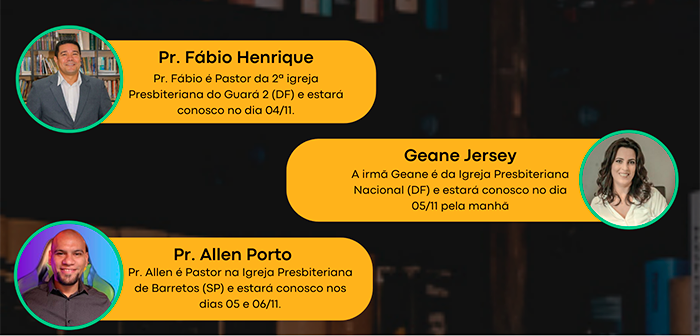 Pr. Fábio Henrique
Pr. Fábio é Pastor da 2ª igreja
Presbiteriana do Guará 2 (DF) e estará
conosco no dia 04/11.
Geane Jersey
A irmã Geane é da Igreja Presbiteriana
Nacional (DF) e estará conosco no dia
05/11 pela manhã
Pr. Allen Porto
Pr. Allen é Pastor na Igreja Presbiteriana
de Barretos (SP) e estará conosco nos
dias 05 e 06/11.